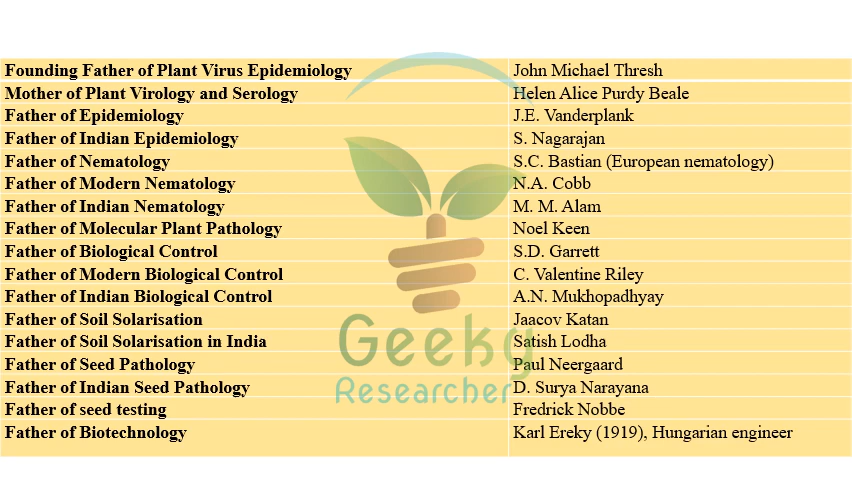 Founding Father of Plant Virus Epidemiology John Michael Thresh
Mother of Plant Virology and Serology Helen Alice Purdy Beale
Father of Epidemiology J.E. Vanderplank
Father of Indian Epidemiology S. Nagarajan
Father of Nematology S.C. Bastian (European nematology)
Father of Modern Nematology N.A. Cobb
Father of Indian Nematology M. M. Alam
Father of Molecular Plant Pathology Noel Keen
Father of Biological Control S.D. Garrett
Father of Modern Biological Control C. Valentine Riley
Father of Indian Biological Control A.N. Mukhopadhyay
Father of Soil Solarisation Jaacov Katan
Father of Soil Solarisation in India Satish Lodha
Father of Seed Pathology Paul Neergaard
Father of Indian Seed Pathology D. Surya Narayana
Father of seed testing Fredrick Nobbe
Father of Biotechnology Karl Ereky (1919), Hungarian engineer
Geeky
Researcher